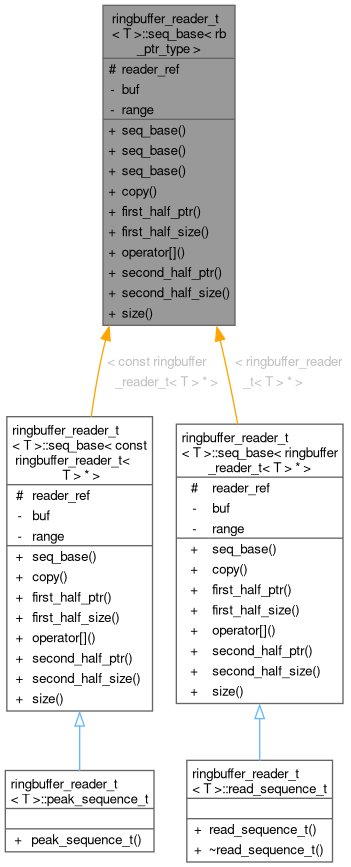 ringbuffer_reader_t
< T >::seq_base< rb
_ptr_type >
# reader_ref
- buf
- range
+ seq_base()
+ seq_base()
+ seq_base()
+ copy()
+ first_half_ptr()
+ first_half_size()
+ operator[]()
+ second_half_ptr()
+ second_half_size()
+ size()
< const ringbuffer
_reader_t< T > * >
< ringbuffer_reader
_t< T > * >
ringbuffer_reader_t
< T >::seq_base< const
ringbuffer_reader_t<
T > * >
# reader_ref
- buf
- range
+ seq_base()
+ copy()
+ first_half_ptr()
+ first_half_size()
+ operator[]()
+ second_half_ptr()
+ second_half_size()
+ size()
ringbuffer_reader_t
< T >::seq_base< ringbuffer
_reader_t< T > * >
# reader_ref
- buf
- range
+ seq_base()
+ copy()
+ first_half_ptr()
+ first_half_size()
+ operator[]()
+ second_half_ptr()
+ second_half_size()
+ size()
ringbuffer_reader_t
< T >::peak_sequence_t
+ peak_sequence_t()
ringbuffer_reader_t
< T >::read_sequence_t
+ read_sequence_t()
+ ~read_sequence_t()